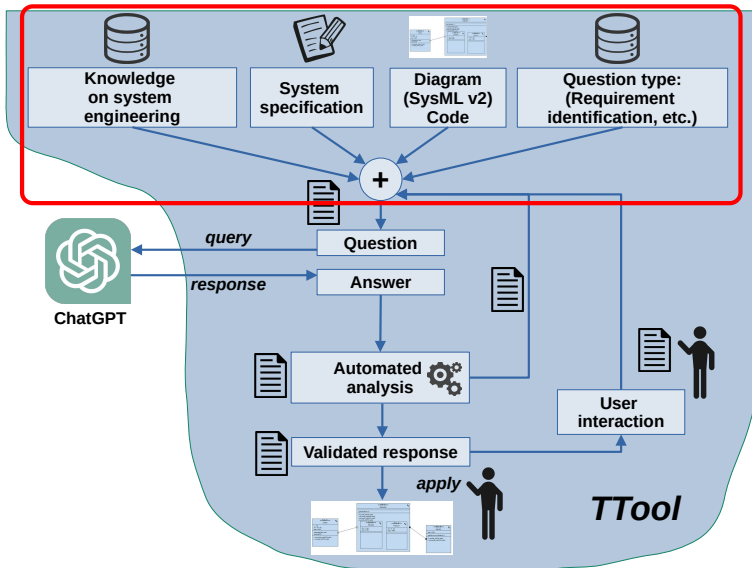 Knowledge
on system
engineering
System
specification
Diagram
(SysML v2)
Code
Question type:
(Requirement
identification, etc.)
+
query
Question
response
Answer
ChatGPT
Automated
analysis
User
interaction
Validated response
apply
TTool